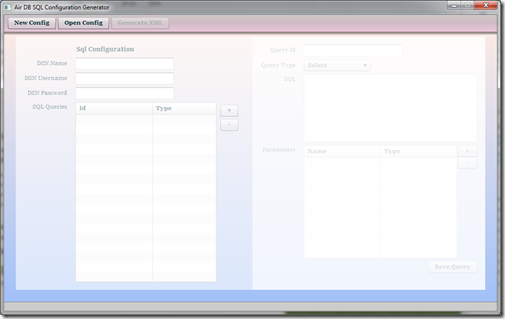 Air DB SQL Configuration Generator
New Config
Open Config
Generate XML
Sql Configuration
DSN Name
DSN Username
DSN Password
SQL Queries
Id
Type
+
-
Query Id
Query Type
Select
SQL
Parameters
Name
Type
+
-
Save Query